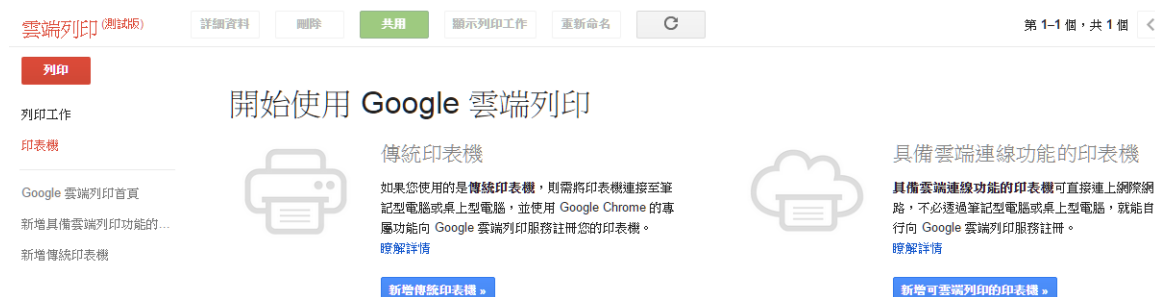 雲端列印 (測試版)
詳細資料 刪除 共用 顯示列印工作 重新命名
第 1–1 個，共 1 個
列印
列印工作
印表機
Google 雲端列印首頁
新增具備雲端列印功能的...
新增傳統印表機
開始使用 Google 雲端列印
傳統印表機
如果您使用的是傳統印表機，則需將印表機連接至筆
記型電腦或桌上型電腦，並使用 Google Chrome 的專
屬功能向 Google 雲端列印服務註冊您的印表機。
瞭解詳情
新增傳統印表機 »
具備雲端連線功能的印表機
具備雲端連線功能的印表機可直接連上網際網
路，不必透過筆記型電腦或桌上型電腦，就能自
行向 Google 雲端列印服務註冊。
瞭解詳情
新增可雲端列印的印表機 »